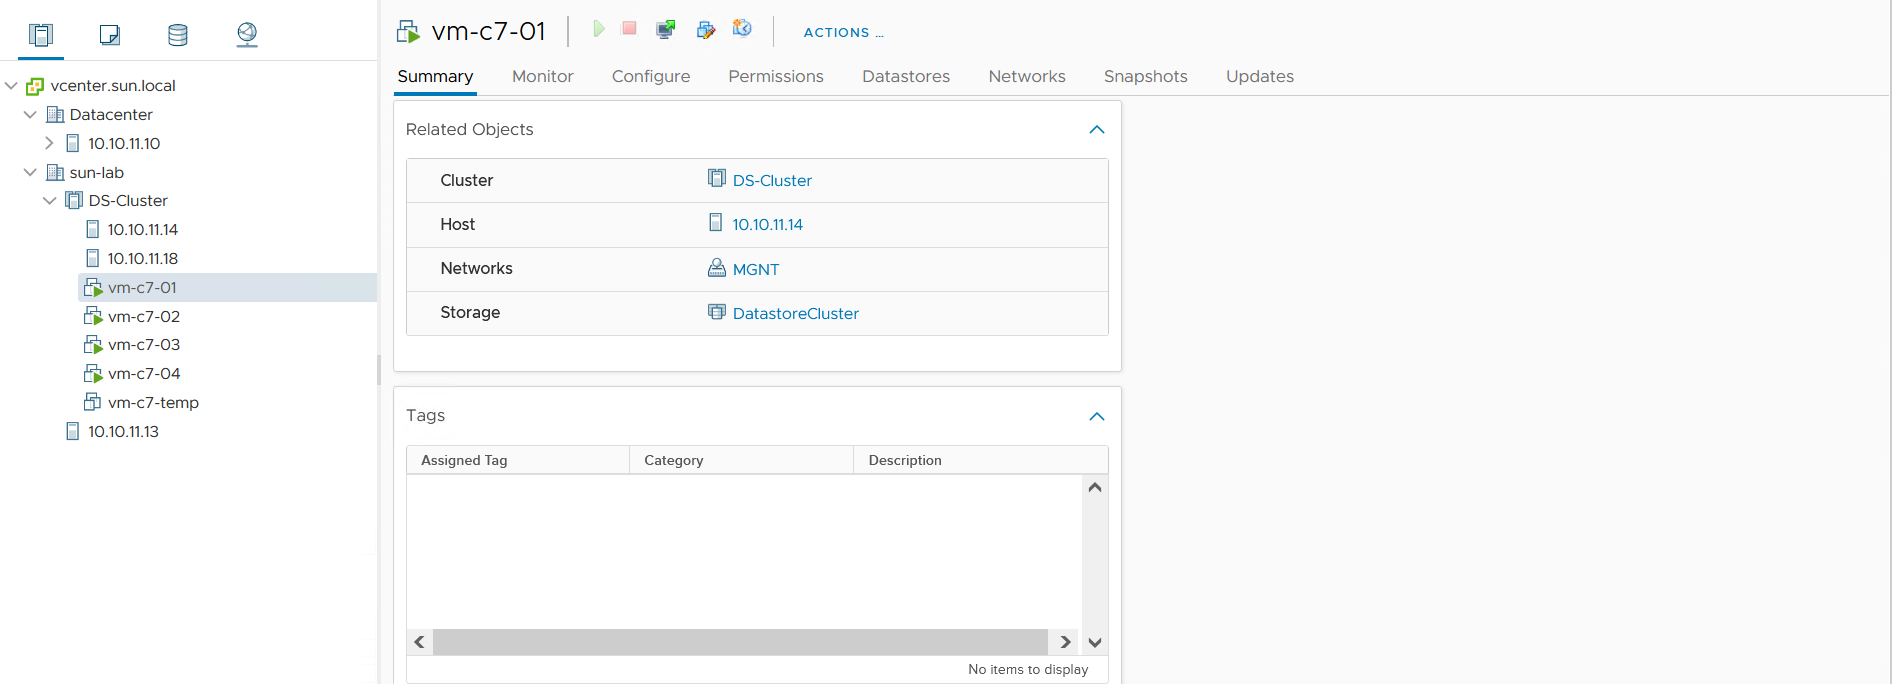 vcenter.sun.local
Datacenter
10.10.11.10
sun-lab
DS-Cluster
10.10.11.14
10.10.11.18
vm-c7-01
vm-c7-02
vm-c7-03
vm-c7-04
vm-c7-temp
10.10.11.13
vm-c7-01
ACTIONS ...
Summary Monitor Configure Permissions Datastores Networks Snapshots Updates
Related Objects
Cluster DS-Cluster
Host 10.10.11.14
Networks MGNT
Storage DatastoreCluster
Tags
Assigned Tag Category Description
No items to display